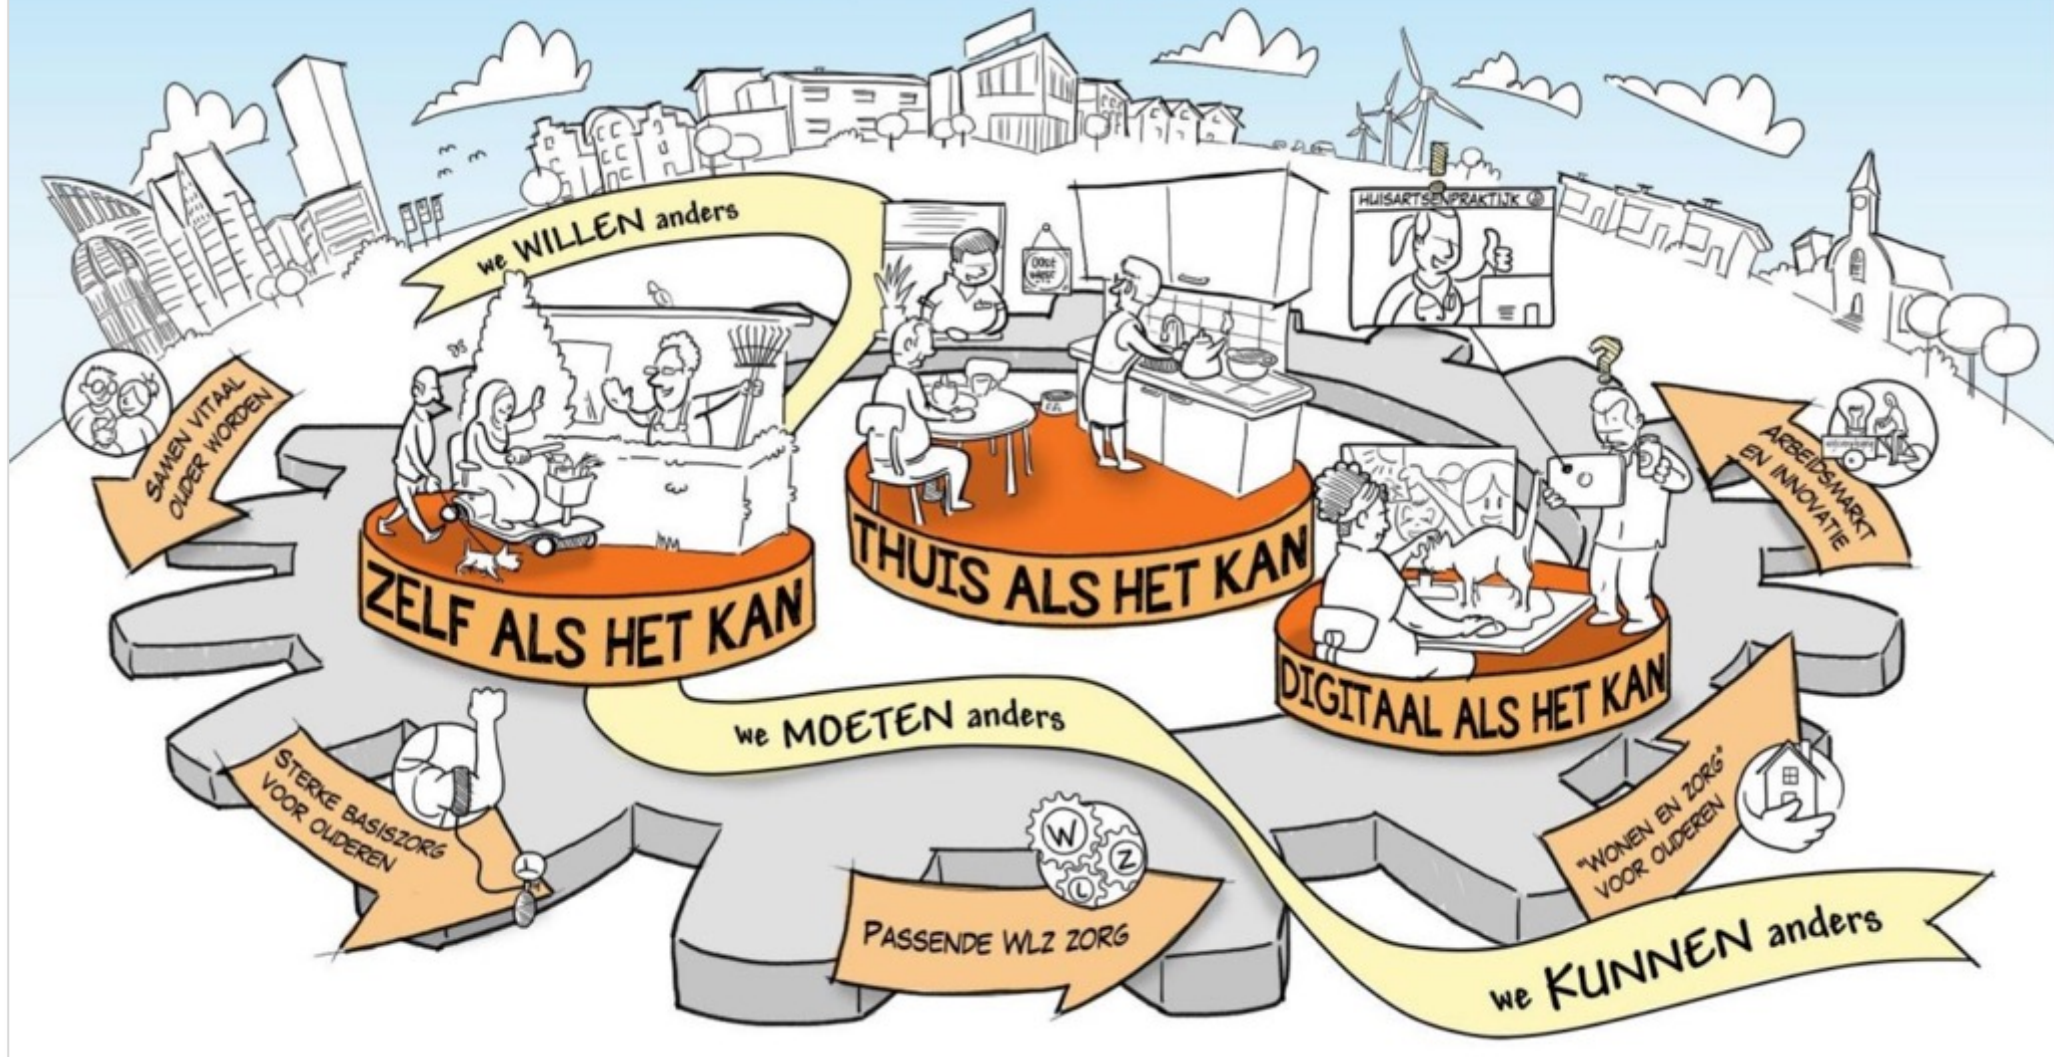 we WILLEN anders
HUISARTSENPRAKTIJK
!
OOST
WEST
?
SAMEN VITAAL
OUDER WORDEN
ARBEIDSMARKT
EN INNOVATIE
ZELF ALS HET KAN
THUIS ALS HET KAN
DIGITAAL ALS HET KAN
we MOETEN anders
STERKE BASISZORG
VOOR OUDEREN
W
Z
L
PASSENDE WLZ ZORG
"WONEN EN ZORG"
VOOR OUDEREN
we KUNNEN anders